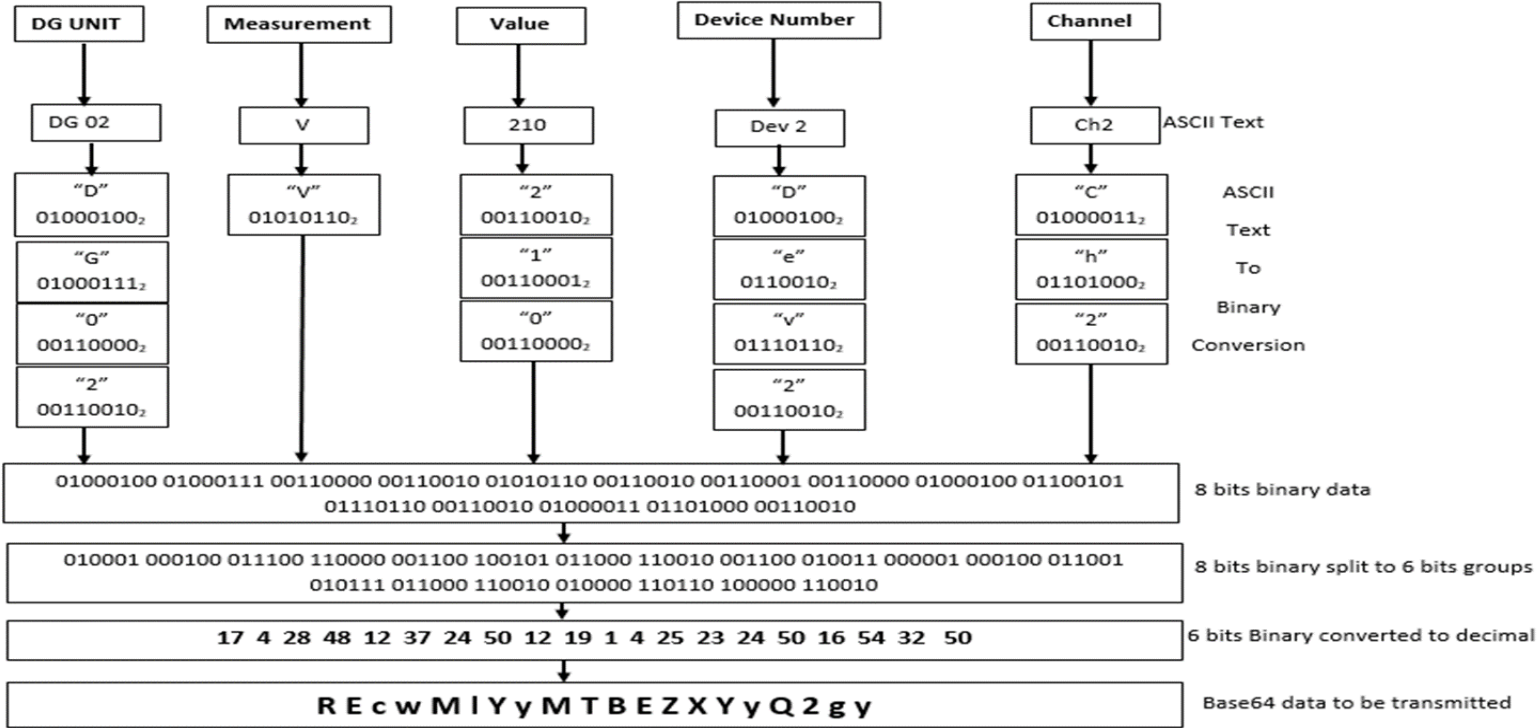 DG UNIT Measurement Value Device Number Channel
DG 02 V 210 Dev 2 Ch2 ASCII Text
“D” “V” “2” “D” “C” ASCII
01000100₂ 01010110₂ 00110010₂ 01000100₂ 01000011₂
Text
“G” “1” “e” “h”
01000111₂ 00110001₂ 0110010₂ 01101000₂
To
“0” “0” “v” “2”
Binary
00110000₂ 00110000₂ 01110110₂ 00110010₂ Conversion
“2” “2”
00110010₂ 00110010₂
01000100 01000111 00110000 00110010 01010110 00110010 00110001 00110000 01000100 01100101
01110110 00110010 01000011 01101000 00110010
8 bits binary data
010001 000100 011100 110000 001100 100101 011000 110010 001100 010011 000001 000100 011001
010111 011000 110010 010000 110110 100000 110010
8 bits binary split to 6 bits groups
17 4 28 48 12 37 24 50 12 19 1 4 25 23 24 50 16 54 32 50
6 bits Binary converted to decimal
R E c w M l Y y M T B E Z X Y y Q 2 g y
Base64 data to be transmitted